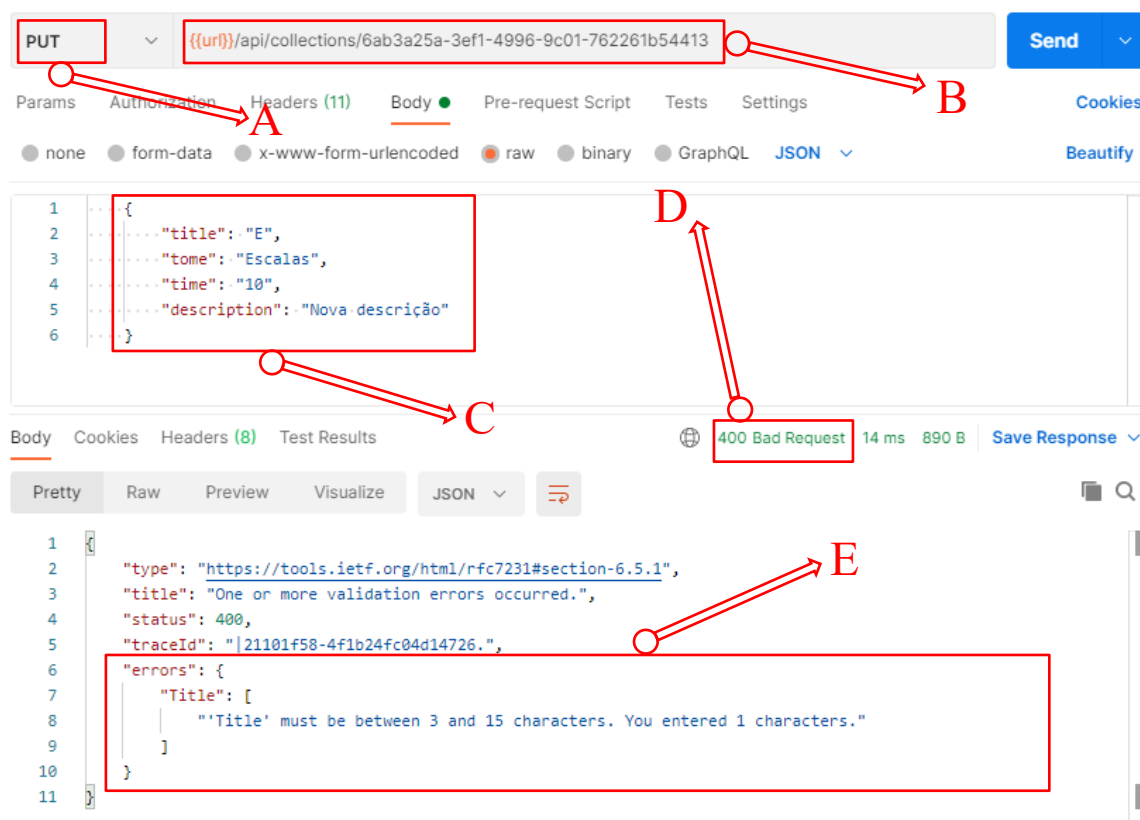 PUT {{url}}/api/collections/6ab3a25a-3ef1-4996-9c01-762261b54413 Send
B
Params Authorization Headers (11) Body Pre-request Script Tests Settings Cookies
A
none form-data x-www-form-urlencoded raw binary GraphQL JSON Beautify
D
1 {
2 "title": "E",
3 "tome": "Escalas",
4 "time": "10",
5 "description": "Nova descrição"
6 }
C
Body Cookies Headers (8) Test Results 400 Bad Request 14 ms 890 B Save Response
Pretty Raw Preview Visualize JSON
1 {
E
2 "type": "https://tools.ietf.org/html/rfc7231#section-6.5.1",
3 "title": "One or more validation errors occurred.",
4 "status": 400,
5 "traceId": "|21101f58-4f1b24fc04d14726.",
6 "errors": {
7 "Title": [
8 "'Title' must be between 3 and 15 characters. You entered 1 characters."
9 ]
10 }
11 }